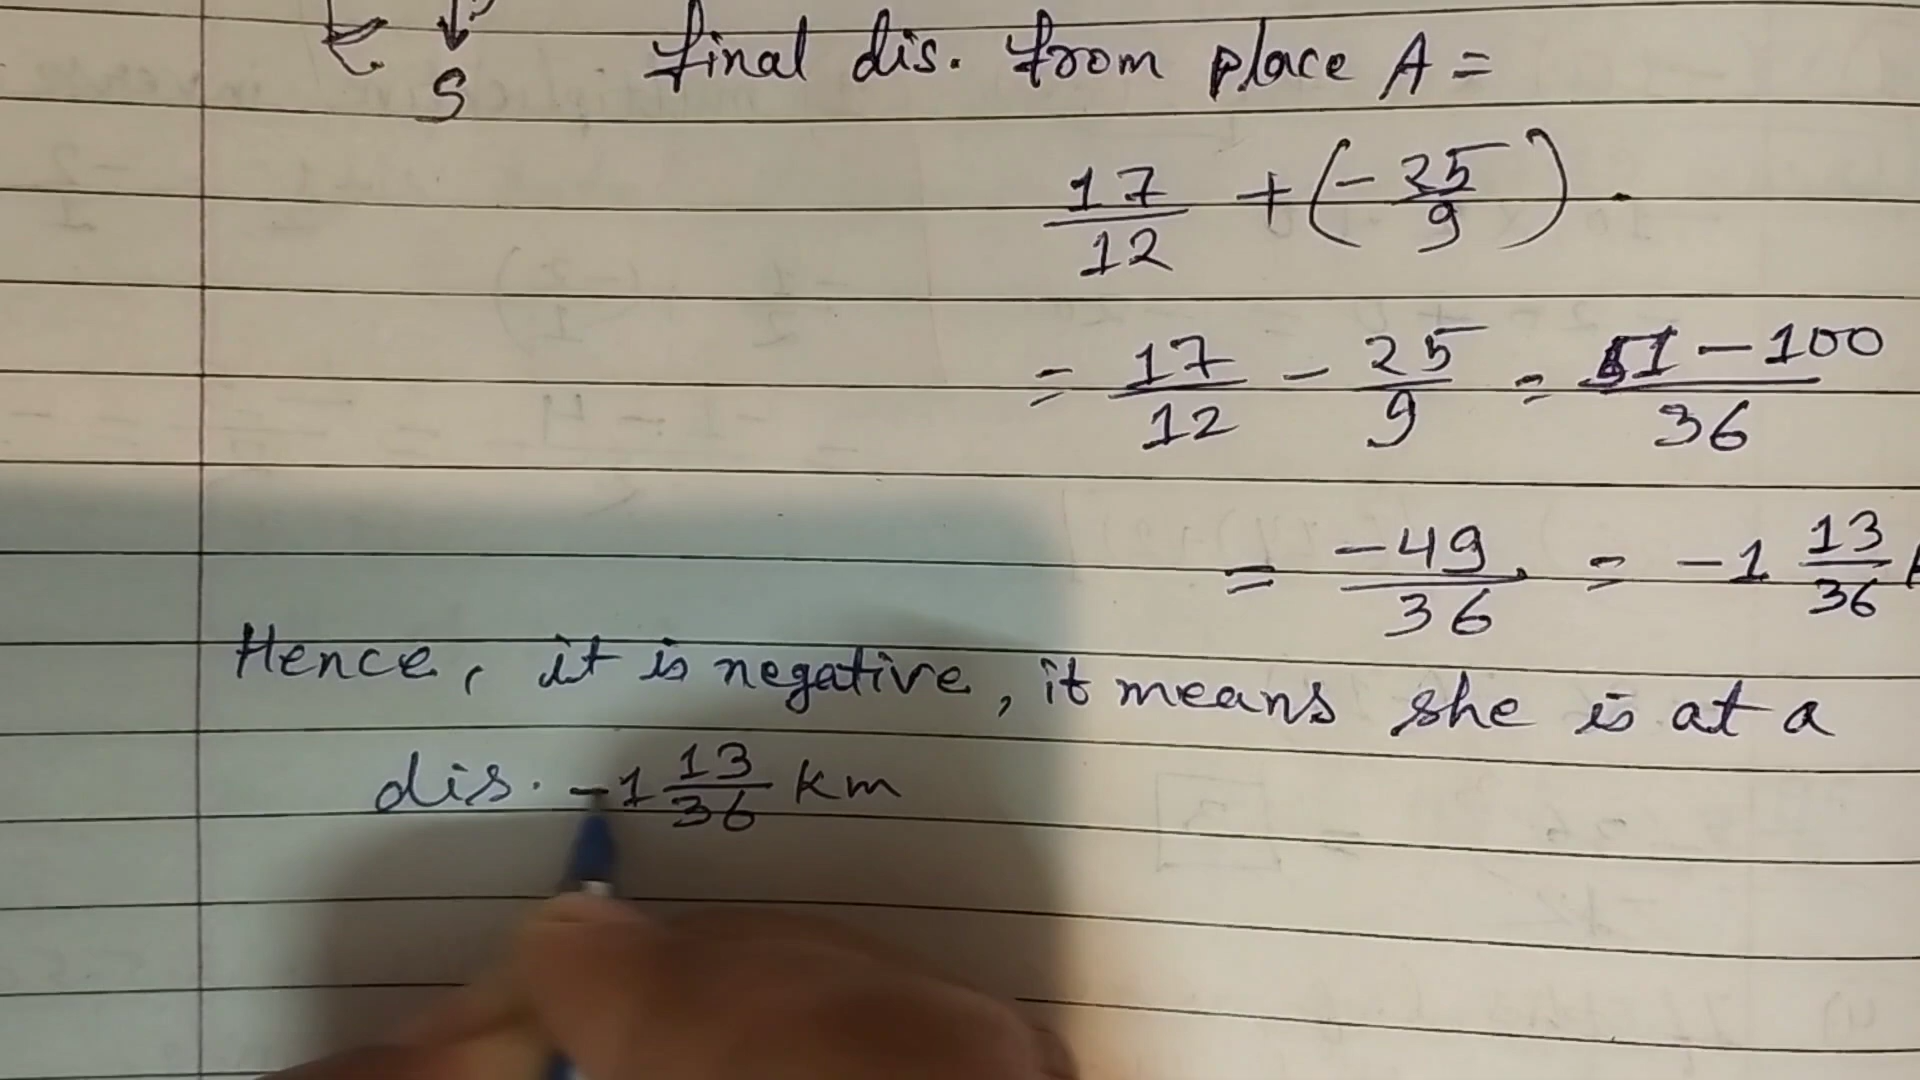 S
final dis. from place A =
17/12 + (-25/9).
= 17/12 - 25/9 = 51-100/36
= -49/36 = -1 13/36
Hence, it is negative, it means she is at a
dis. -1 13/36 km